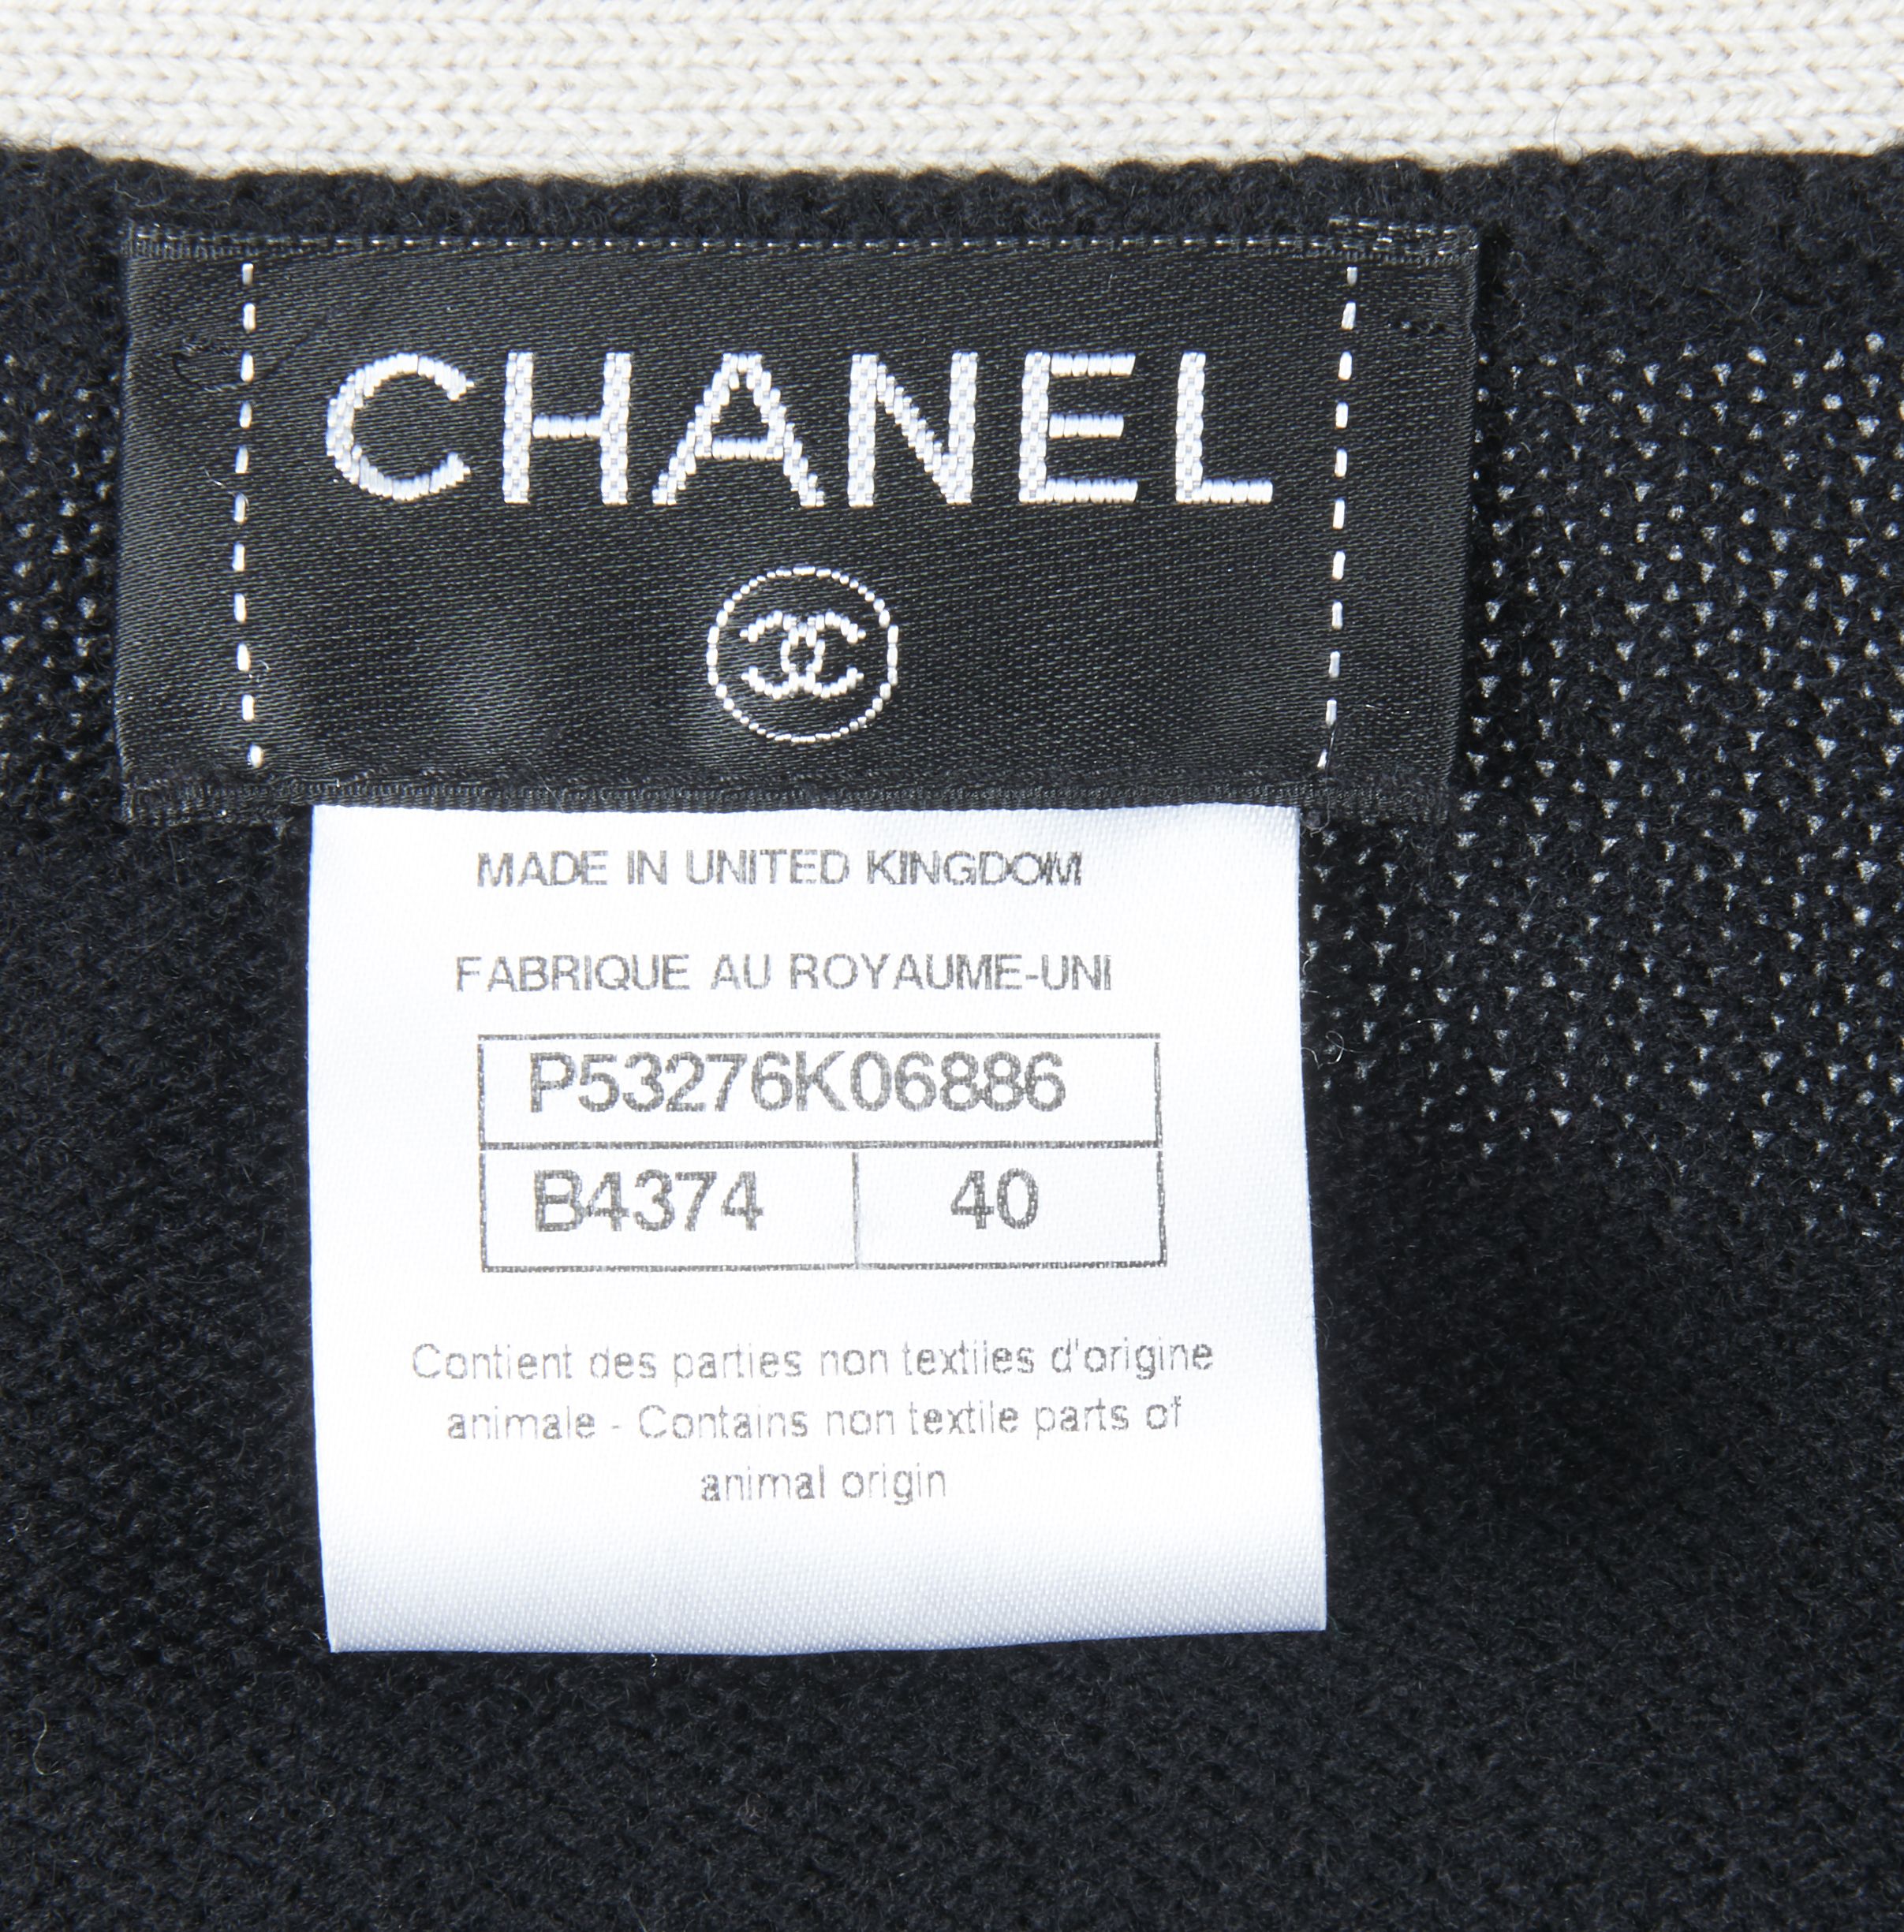 CHANEL
MADE IN UNITED KINGDOM
FABRIQUE AU ROYAUME-UNI
P53276K06886
B4374 40
Contient des parties non textiles d'origine
animale - Contains non textile parts of
animal origin